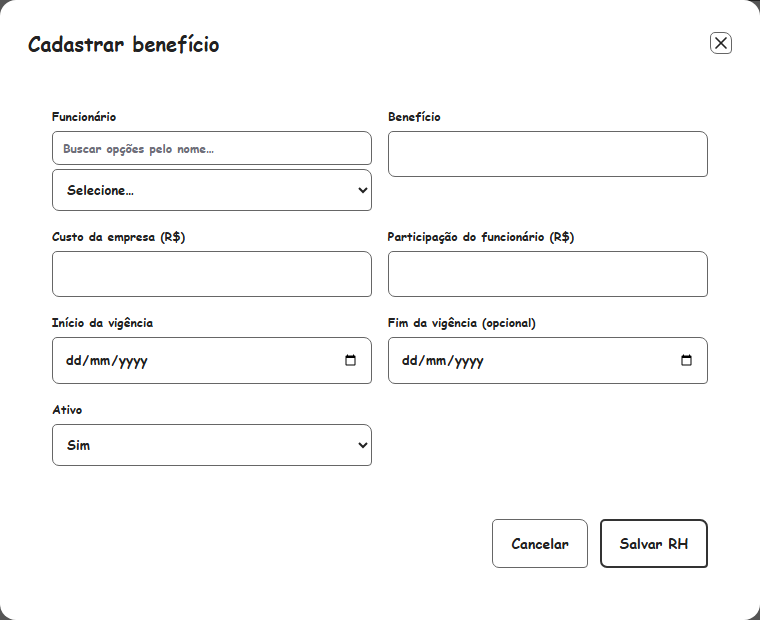 Cadastrar benefício
Funcionário
Benefício
Buscar opções pelo nome...
Selecione...
Custo da empresa (R$)
Participação do funcionário (R$)
Início da vigência
Fim da vigência (opcional)
dd/mm/yyyy
dd/mm/yyyy
Ativo
Sim
Cancelar
Salvar RH